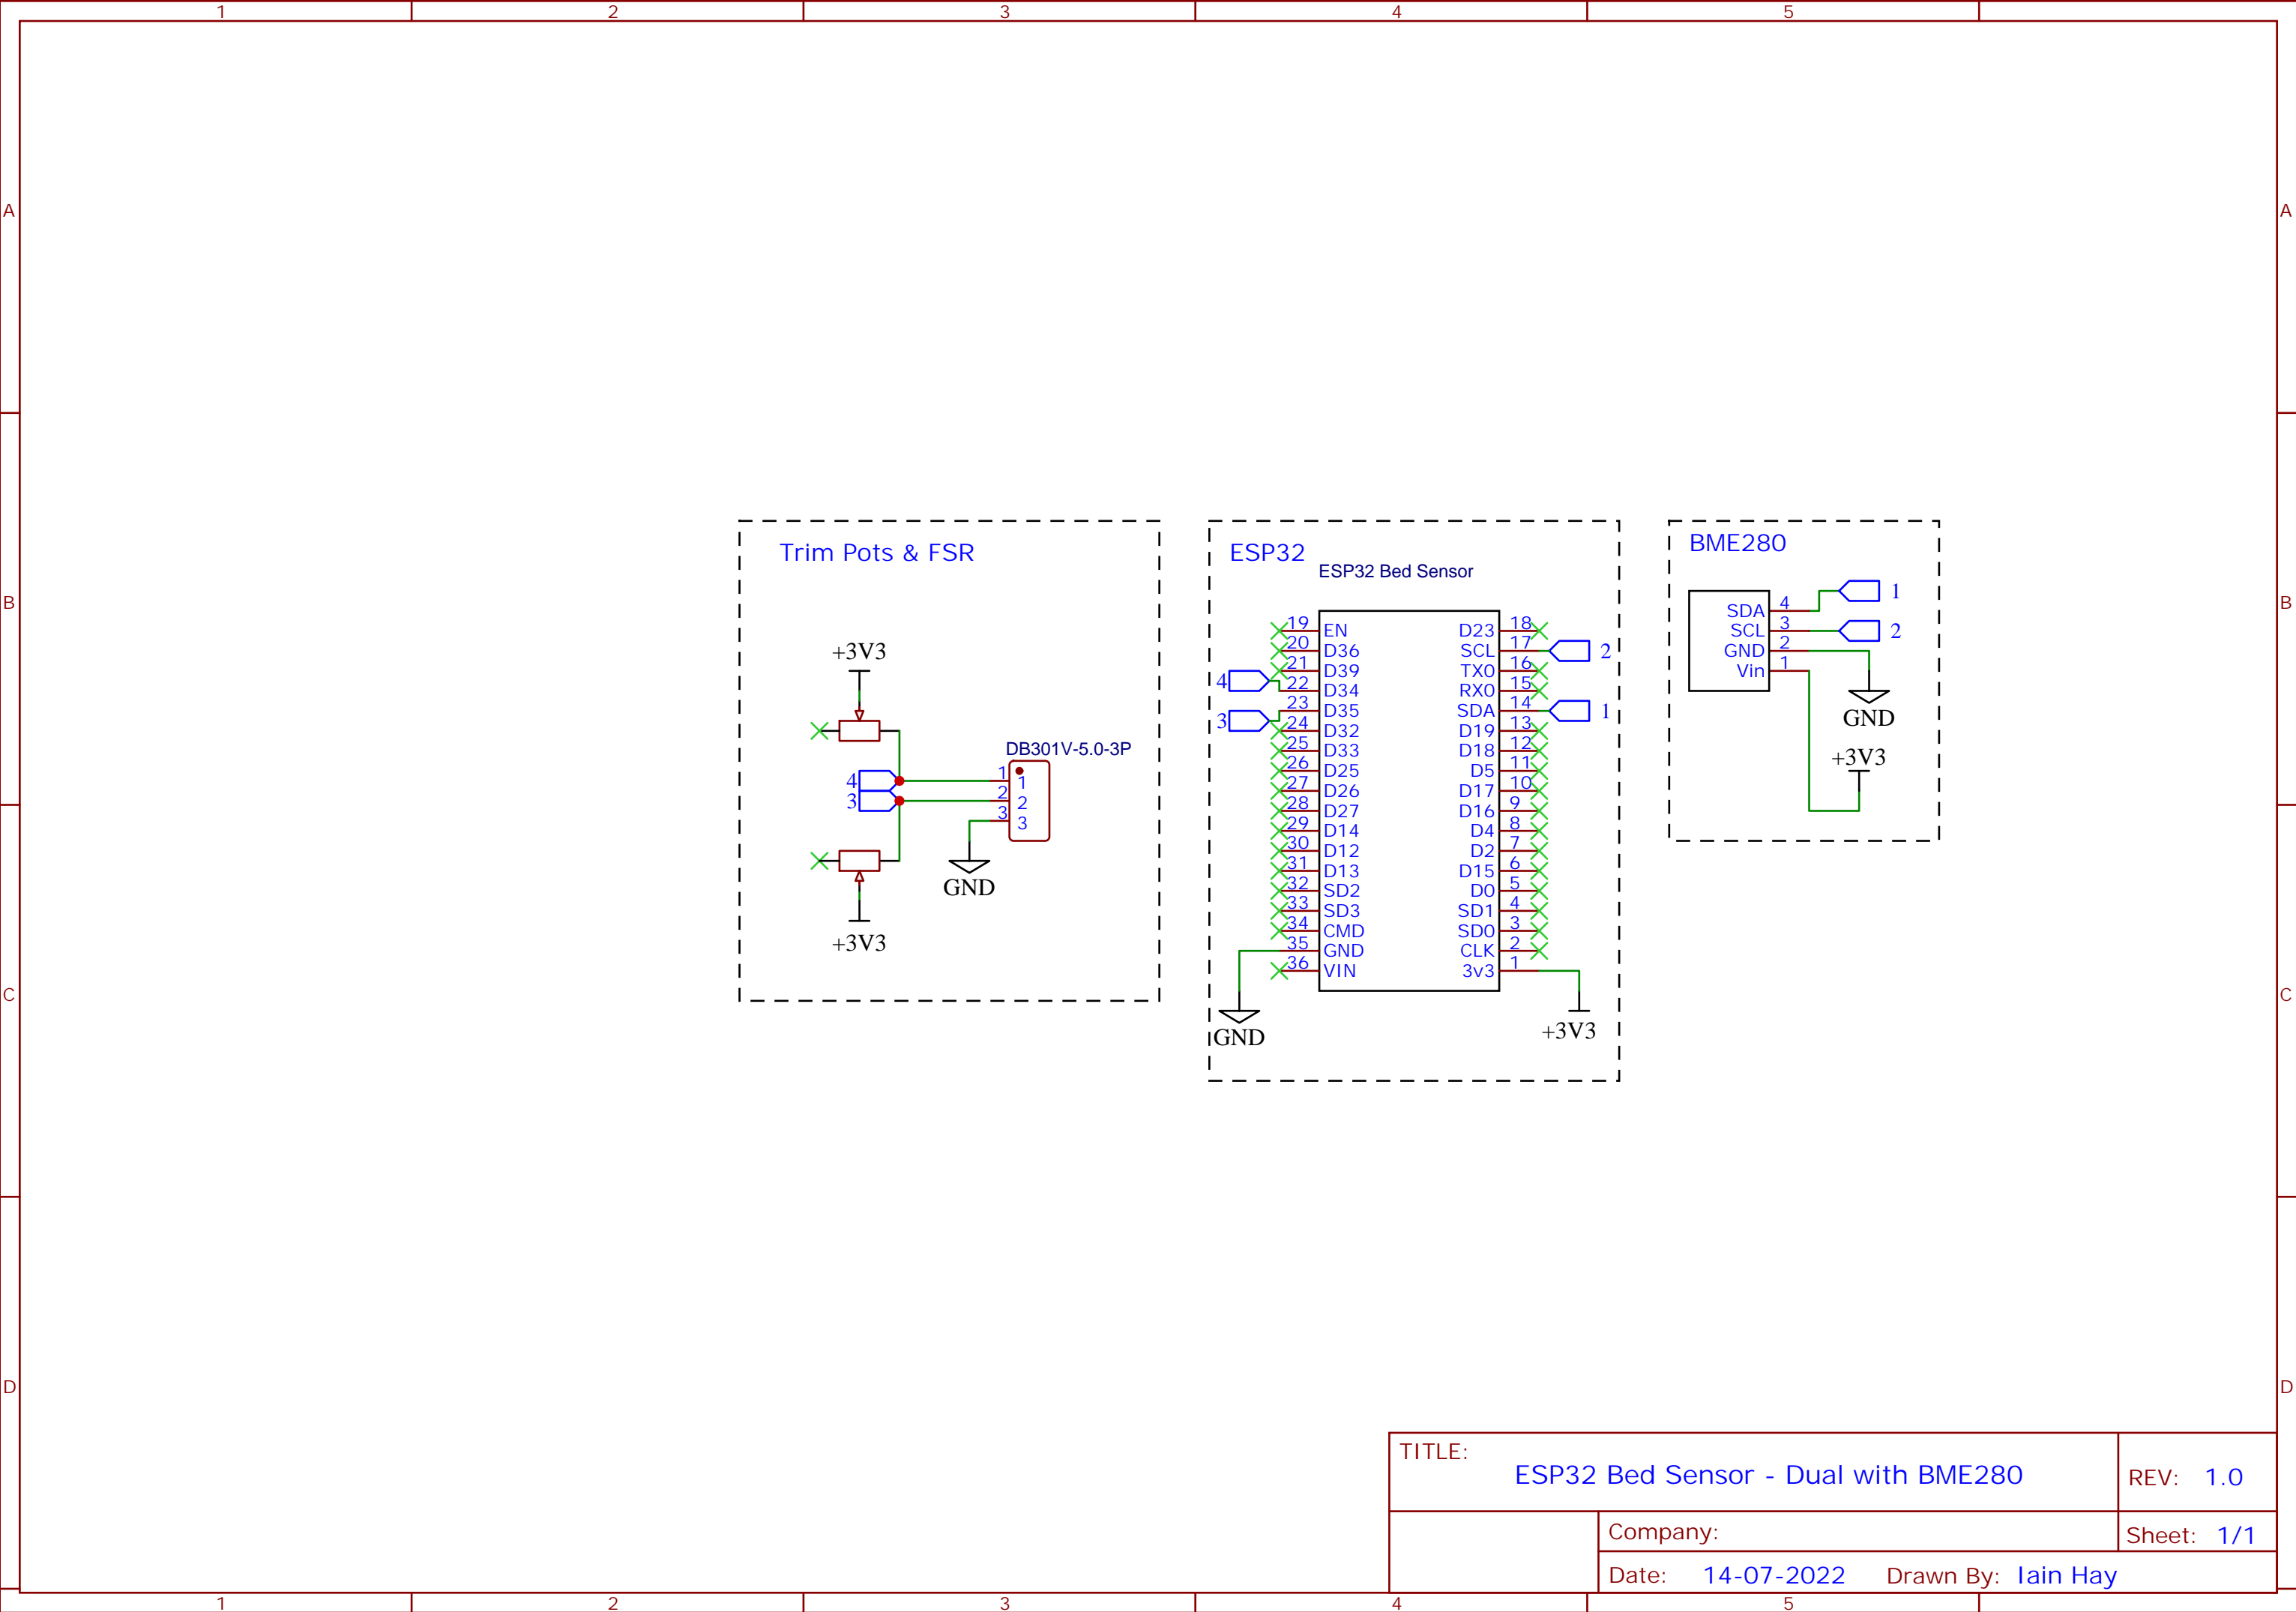 1 2 3 4 5
A A
B B
C C
D D
Trim Pots & FSR
+3V3
4
3
DB301V-5.0-3P
1 1
2 2
3 3
GND
+3V3
ESP32
ESP32 Bed Sensor
19 EN D23 18
20 D36 SCL 17 2
21 D39 TX0 16
4 22 D34 RX0 15
23 D35 SDA 14 1
3 24 D32 D19 13
25 D33 D18 12
26 D25 D5 11
27 D26 D17 10
28 D27 D16 9
29 D14 D4 8
30 D12 D2 7
31 D13 D15 6
32 SD2 D0 5
33 SD3 SD1 4
34 CMD SD0 3
35 GND CLK 2
36 VIN 3v3 1
GND
+3V3
BME280
SDA 4 1
SCL 3 2
GND 2
Vin 1
GND
+3V3
TITLE:
ESP32 Bed Sensor - Dual with BME280
REV: 1.0
Company:
Sheet: 1/1
Date: 14-07-2022 Drawn By: Iain Hay
1 2 3 4 5